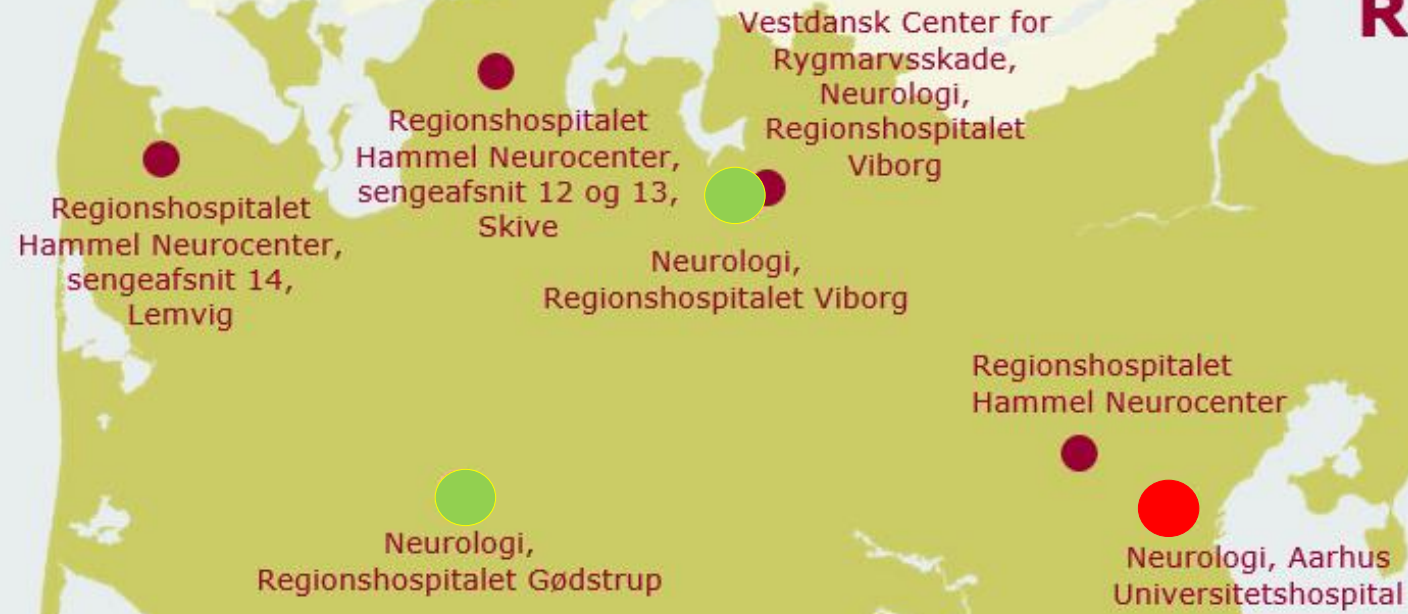 R
Vestdansk Center for
Rygmarvsskade,
Neurologi,
Regionshospitalet
Viborg
Regionshospitalet
Hammel Neurocenter,
sengeafsnit 12 og 13,
Skive
Regionshospitalet
Hammel Neurocenter,
sengeafsnit 14,
Lemvig
Neurologi,
Regionshospitalet Viborg
Regionshospitalet
Hammel Neurocenter
Neurologi,
Regionshospitalet Gødstrup
Neurologi, Aarhus
Universitetshospital